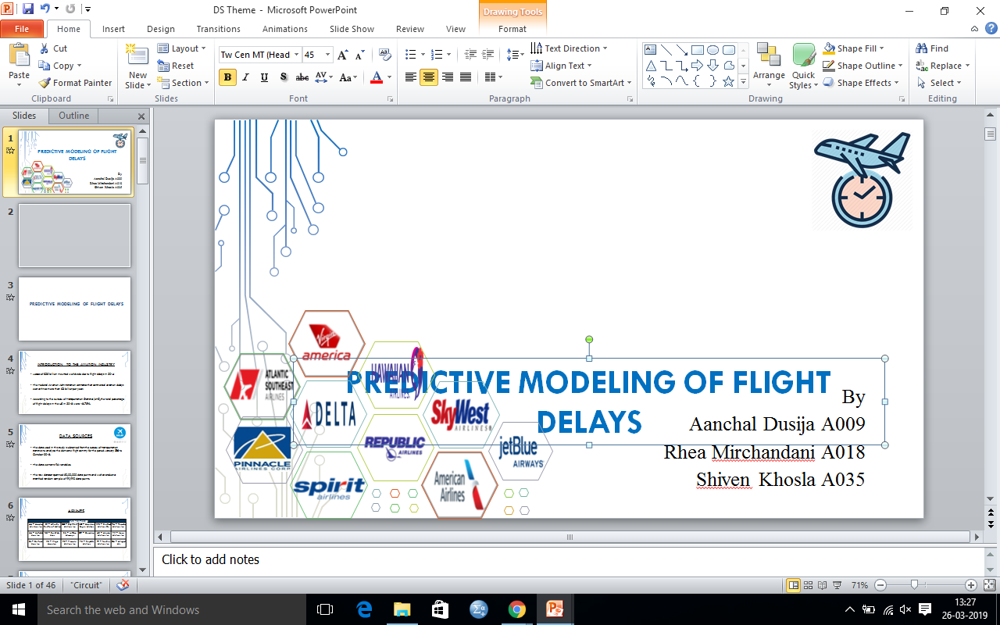 DS Theme - Microsoft PowerPoint
Drawing Tools
File Home Insert Design Transitions Animations Slide Show Review View Format
Paste
Cut
Copy
Format Painter
Clipboard
New Slide
Layout
Reset
Section
Slides
Tw Cen MT (Head 45
B I U S abc AV Aa A
Font
Text Direction
Align Text
Convert to SmartArt
Paragraph
Arrange
Quick Styles
Shape Fill
Shape Outline
Shape Effects
Drawing
Find
Replace
Select
Editing
Slides Outline
1
PREDICTIVE MODELING OF FLIGHT
DELAYS
By
Aanchal Dusija A009
Rhea Mirchandani A018
Shiven Khosla A035
2
3
PREDICTIVE MODELING OF FLIGHT DELAYS
4
INTRODUCTION TO THE AVIATION INDUSTRY
5
DATA SOURCES
6
AIRLINES
Virgin
america
ATLANTIC
SOUTHEAST
AIRLINES
HAWAIIAN
AIRLINES
DELTA
SkyWest
AIRLINES
PINNACLE
AIRLINES CORP
REPUBLIC
AIRLINES
jetBlue
AIRWAYS
spirit
airlines
American
Airlines
PREDICTIVE MODELING OF FLIGHT
DELAYS
By
Aanchal Dusija A009
Rhea Mirchandani A018
Shiven Khosla A035
Click to add notes
Slide 1 of 46 "Circuit" 71%
Search the web and Windows
13:27
26-03-2019